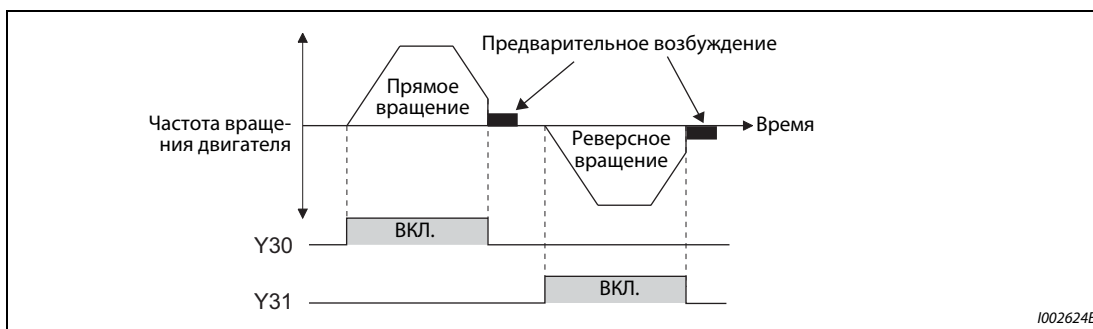 Предварительное возбуждение
Прямое
вращение
Частота враще-
ния двигателя
Время
Реверсное
вращение
Y30
ВКЛ.
Y31
ВКЛ.
I002624E